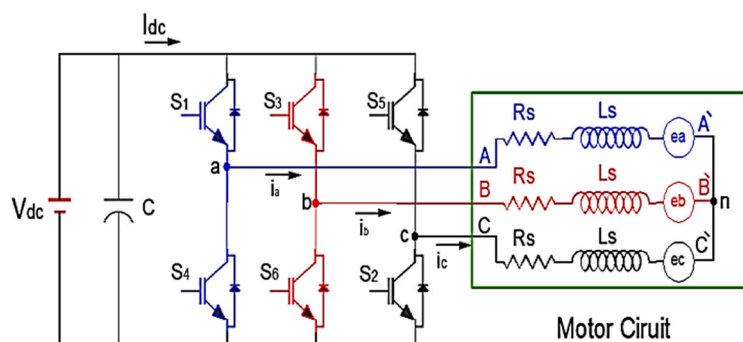 Idc
S1
S3
S5
Rs
Ls
ea
A`
A
a
ia
Vdc
C
B
Rs
Ls
eb
B`
n
b
ib
C
Rs
Ls
ec
C`
c
ic
S4
S6
S2
Motor Ciruit